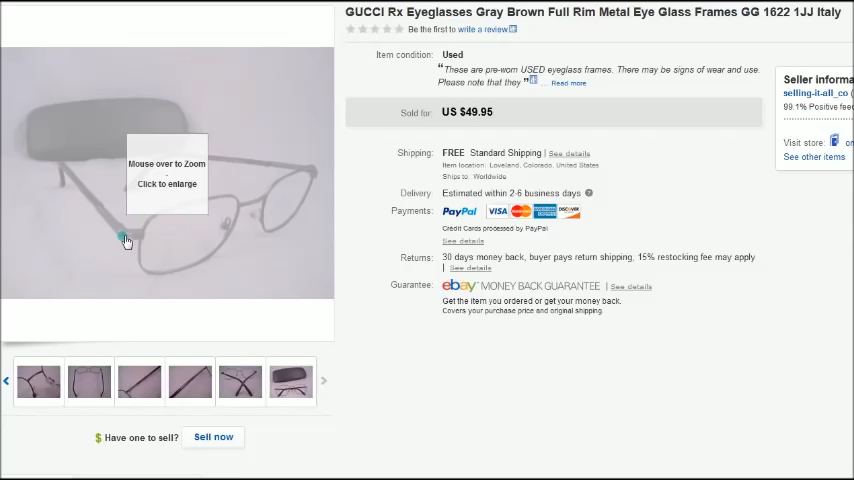 GUCCI Rx Eyeglasses Gray Brown Full Rim Metal Eye Glass Frames GG 1622 1JJ Italy
Be the first to write a review
Item condition: Used
“These are pre-worn USED eyeglass frames. There may be signs of wear and use.
Please note that they ” ... Read more
Sold for: US $49.95
Shipping: FREE Standard Shipping | See details
Item location: Loveland, Colorado, United States
Ships to: Worldwide
Delivery Estimated within 2-6 business days
Payments: PayPal VISA MasterCard DISCOVER
Credit Cards processed by PayPal
See details
Returns: 30 days money back, buyer pays return shipping, 15% restocking fee may apply
| See details
Guarantee: ebay MONEY BACK GUARANTEE | See details
Get the item you ordered or get your money back.
Covers your purchase price and original shipping.
Seller informa
selling-it-all_co (
99.1% Positive fee
Visit store: on
See other items
Mouse over to Zoom
-
Click to enlarge
$ Have one to sell? Sell now